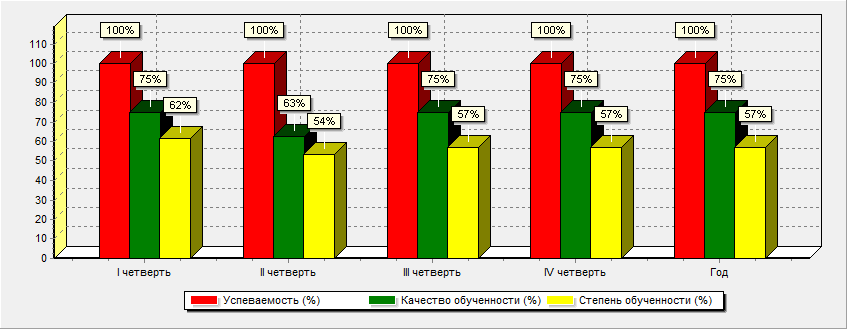 100% 100% 100% 100% 100%
75% 63% 75% 75% 75%
62% 54% 57% 57% 57%
110
100
90
80
70
60
50
40
30
20
10
0
I четверть II четверть III четверть IV четверть Год
Успеваемость (%) Качество обученности (%) Степень обученности (%)